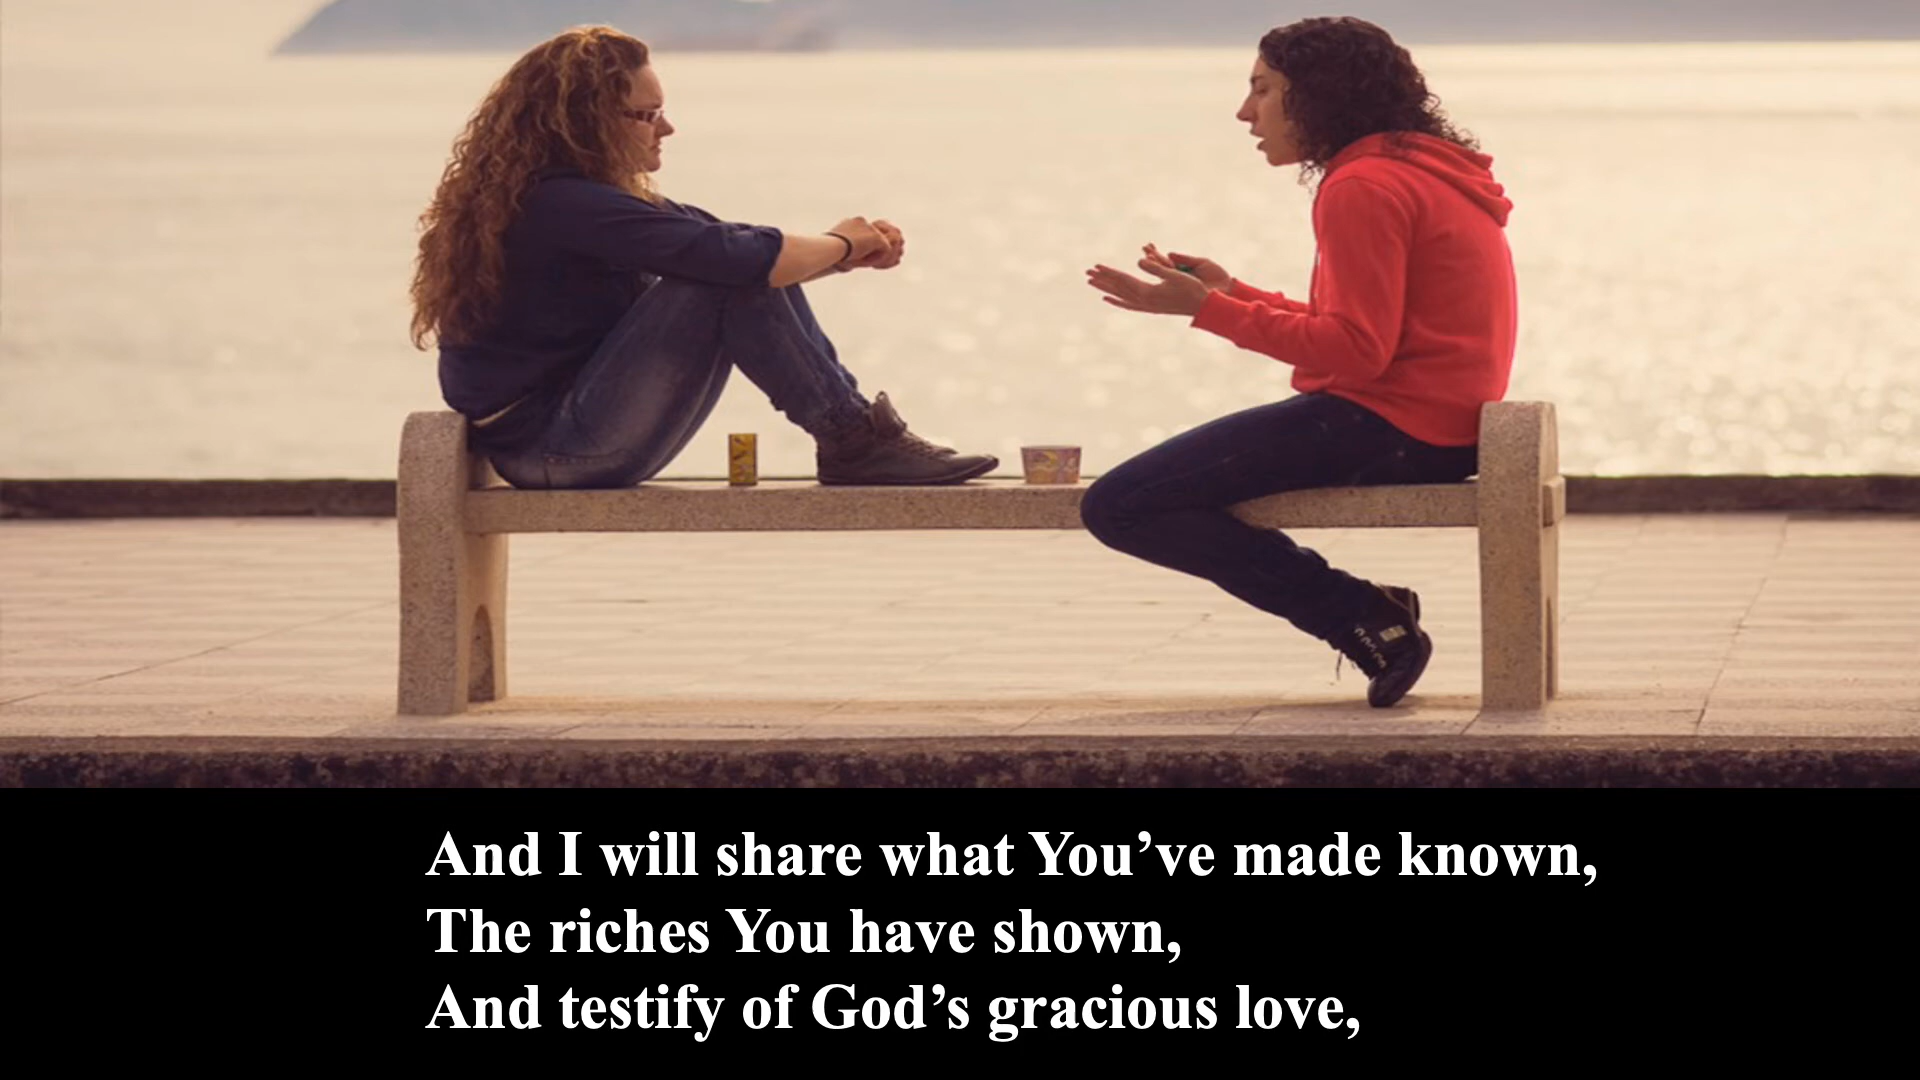 And I will share what You’ve made known,
The riches You have shown,
And testify of God’s gracious love,